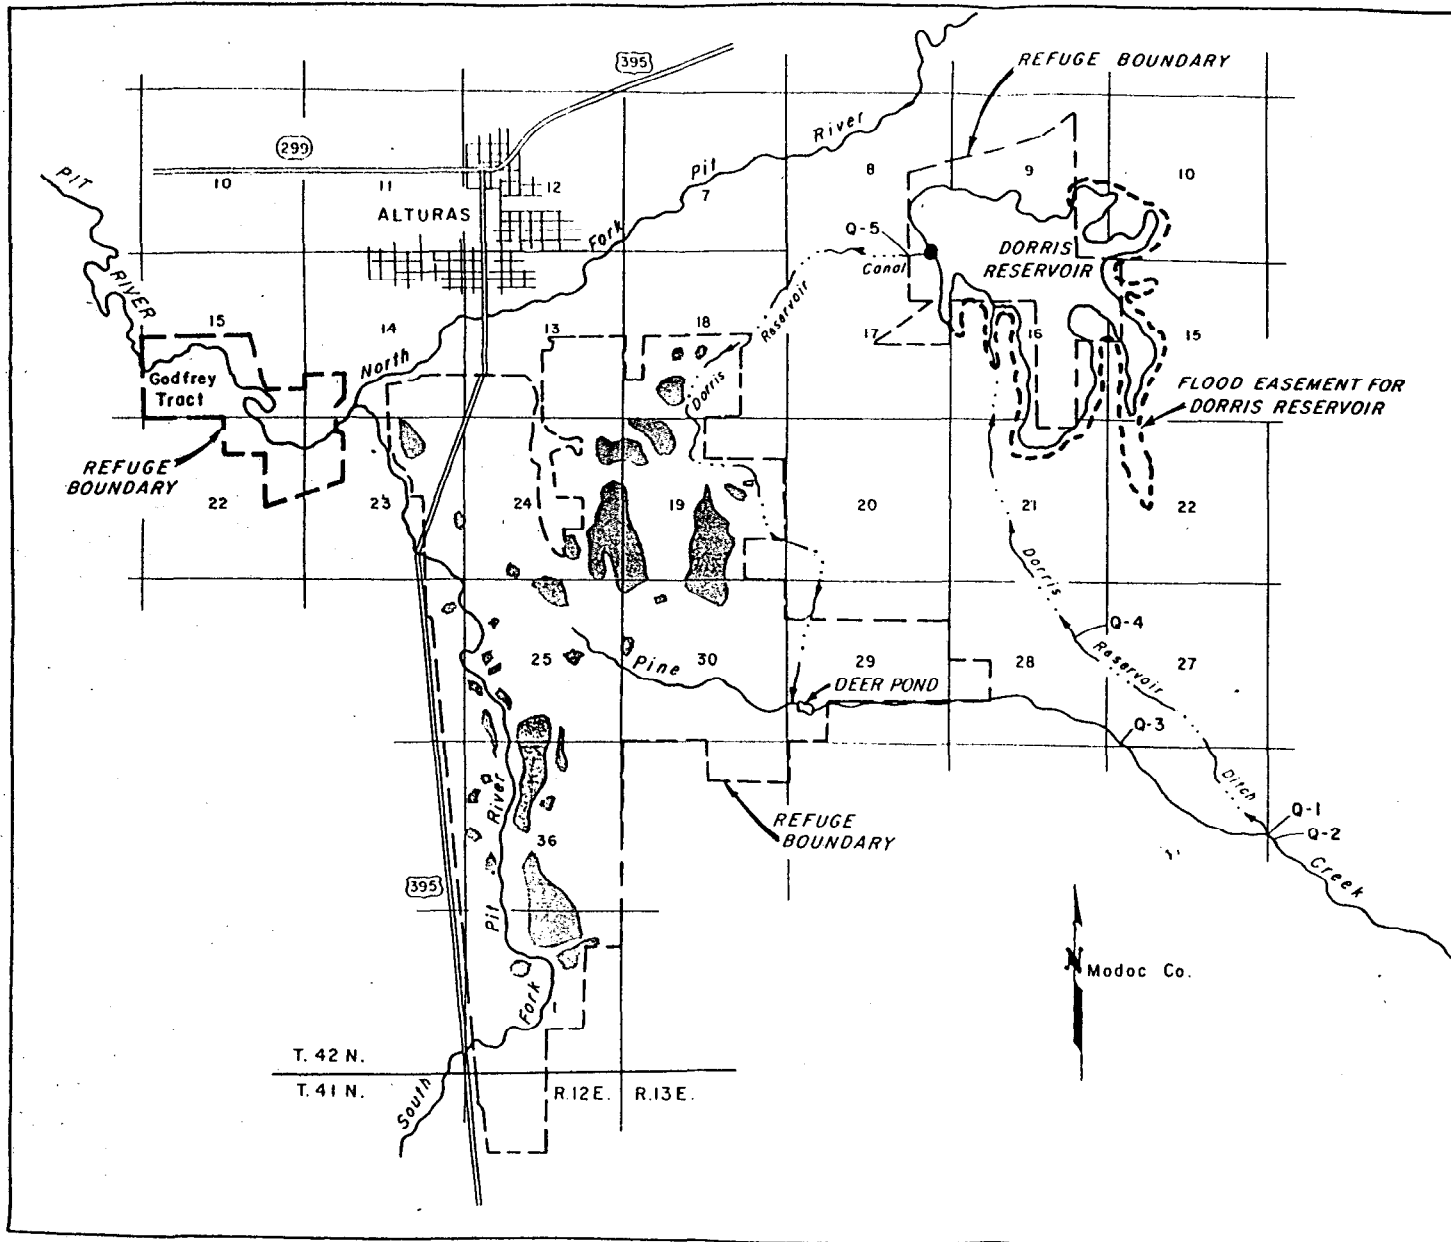 395
REFUGE BOUNDARY
299
PIT
RIVER
North Fork Pit River
10
11
12
7
8
9
10
ALTURAS
Q-5
Canal
DORRIS
RESERVOIR
Dorris Reservoir
15
14
13
18
17
16
15
Godfrey
Tract
FLOOD EASEMENT FOR
DORRIS RESERVOIR
REFUGE
BOUNDARY
22
23
24
19
20
21
22
Dorris Reservoir Ditch
Q-4
25
30
29
28
27
Pine
DEER POND
Q-3
Q-1
Q-2
Creek
REFUGE
BOUNDARY
36
395
South Fork Pit River
1
N
Modoc Co.
T. 42 N.
T. 41 N.
R.12E.
R.13E.